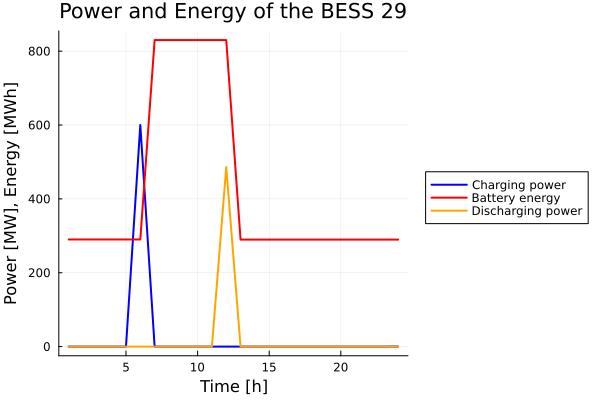 Power and Energy of the BESS 29
Power [MW], Energy [MWh]
800
600
400
200
0
5
10
15
20
Time [h]
Charging power
Battery energy
Discharging power